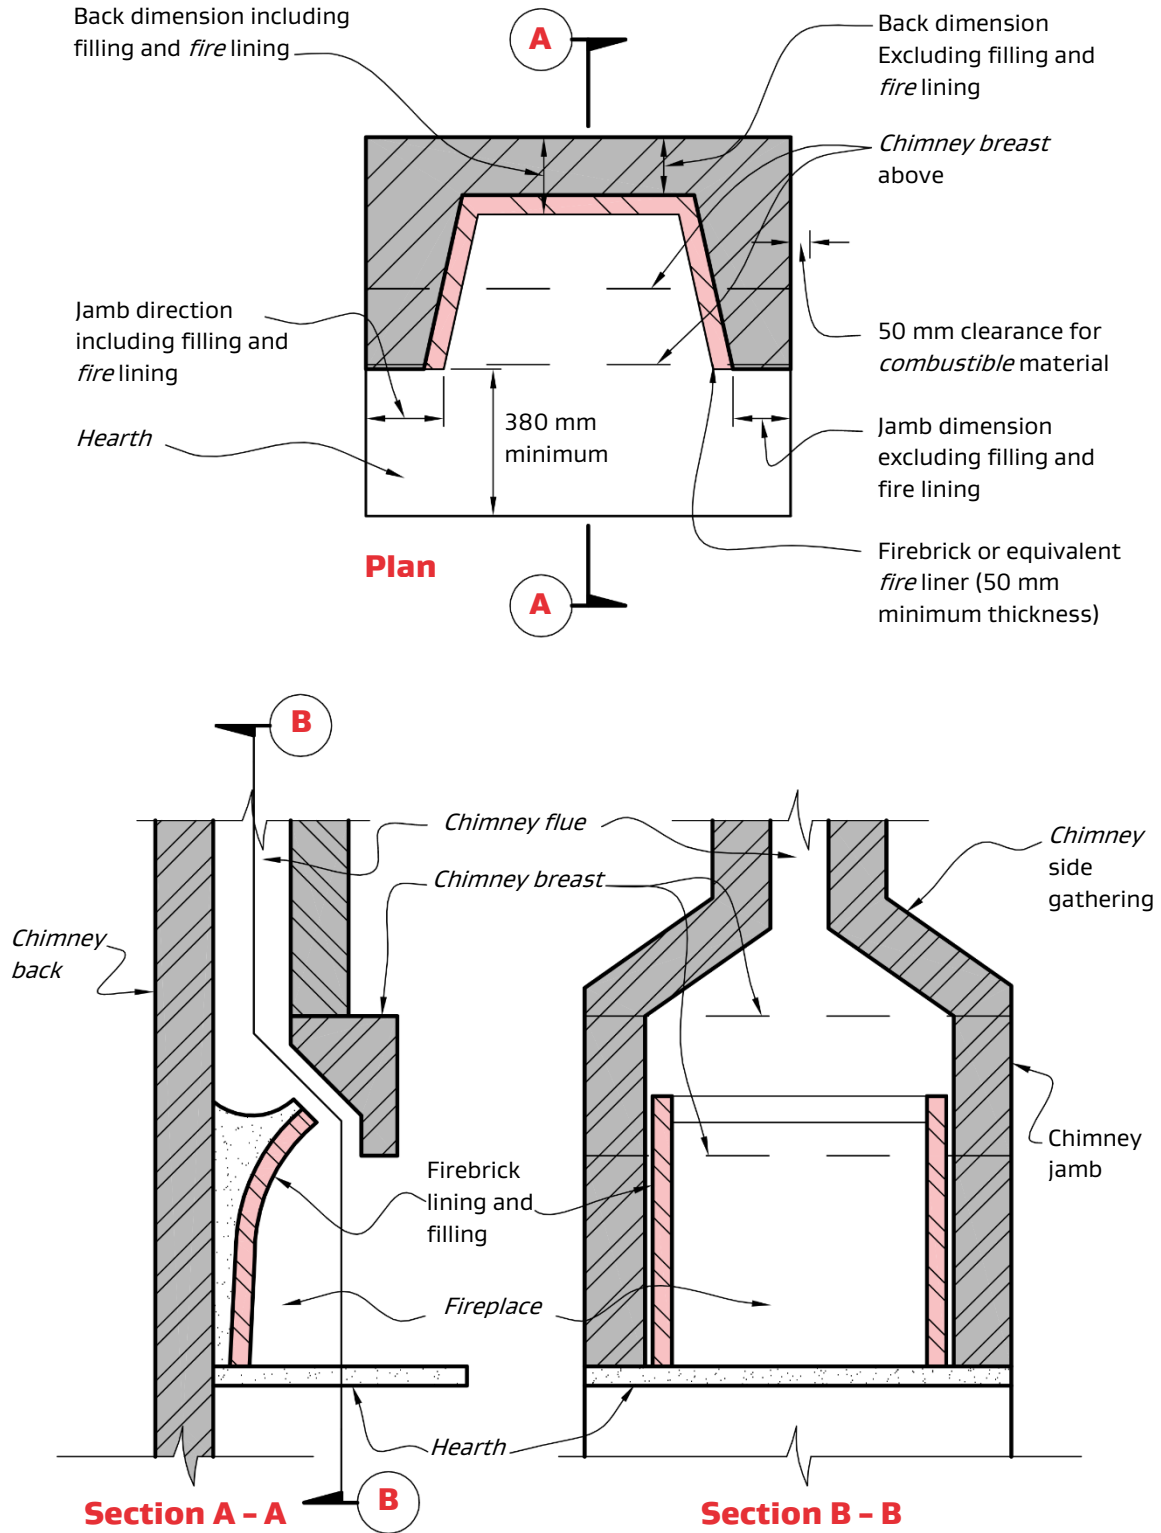 Back dimension including
filling and fire lining
A
Back dimension
Excluding filling and
fire lining
Chimney breast
above
Jamb direction
including filling and
fire lining
50 mm clearance for
combustible material
Hearth
380 mm
minimum
Jamb dimension
excluding filling and
fire lining
Plan
A
Firebrick or equivalent
fire liner (50 mm
minimum thickness)
B
Chimney flue
Chimney
side
gathering
Chimney breast
Chimney
back
Chimney
jamb
Firebrick
lining and
filling
Fireplace
Hearth
B
Section A – A
Section B – B